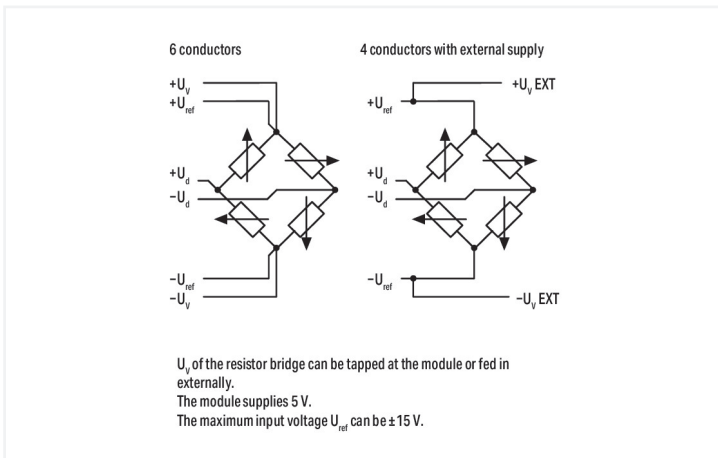 6 conductors
4 conductors with external supply
+Uv
+Uref
+Ud
−Ud
−Uref
−Uv
+Uv EXT
+Uref
+Ud
−Ud
−Uref
−Uv EXT
Uv of the resistor bridge can be tapped at the module or fed in
externally.
The module supplies 5 V.
The maximum input voltage Uref can be ±15 V.